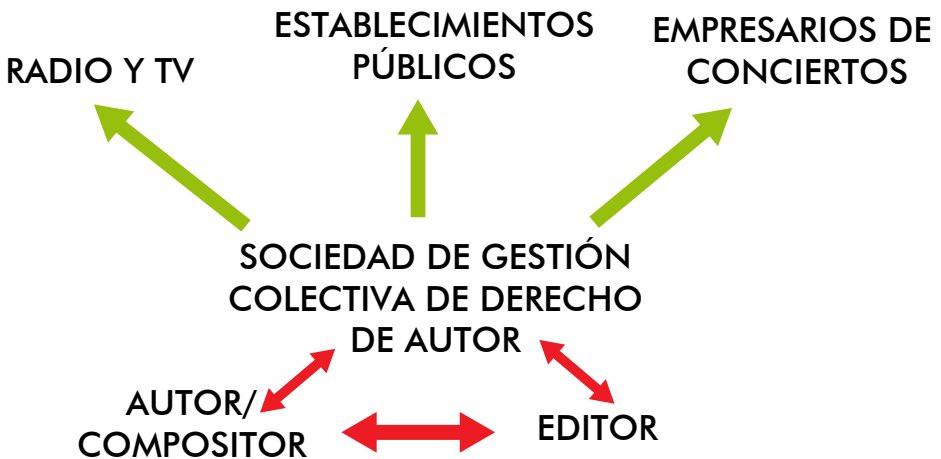 RADIO Y TV
ESTABLECIMIENTOS
PÚBLICOS
EMPRESARIOS DE
CONCIERTOS
SOCIEDAD DE GESTIÓN
COLECTIVA DE DERECHO
DE AUTOR
AUTOR/
COMPOSITOR
EDITOR